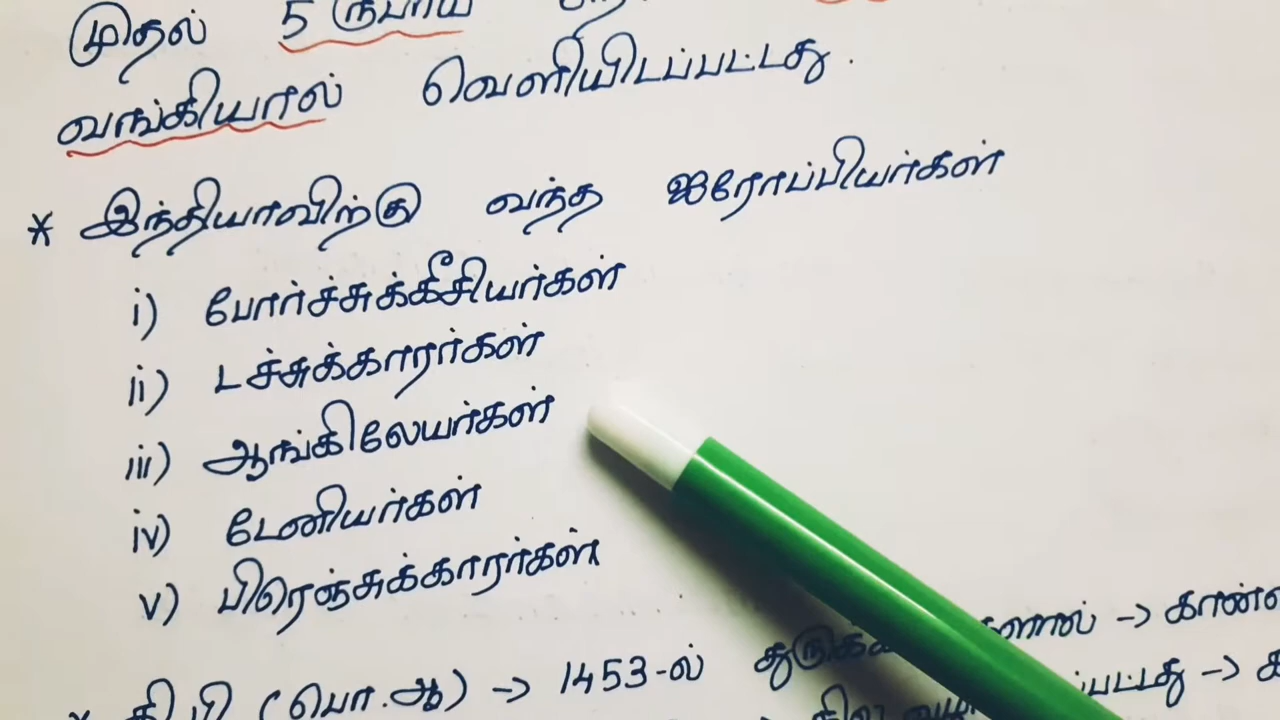 முதல் 5 ரூபாய்
வங்கியால் வெளியிடப்பட்டது.
* இந்தியாவிற்கு வந்த ஐரோப்பியர்கள்
i) போர்ச்சுக்கீசியர்கள்
ii) டச்சுக்காரர்கள்
iii) ஆங்கிலேயர்கள்
iv) டேனியர்கள்
v) பிரெஞ்சுக்காரர்கள்
* கி.பி (பொ.ஆ) → 1453-ல் →
→